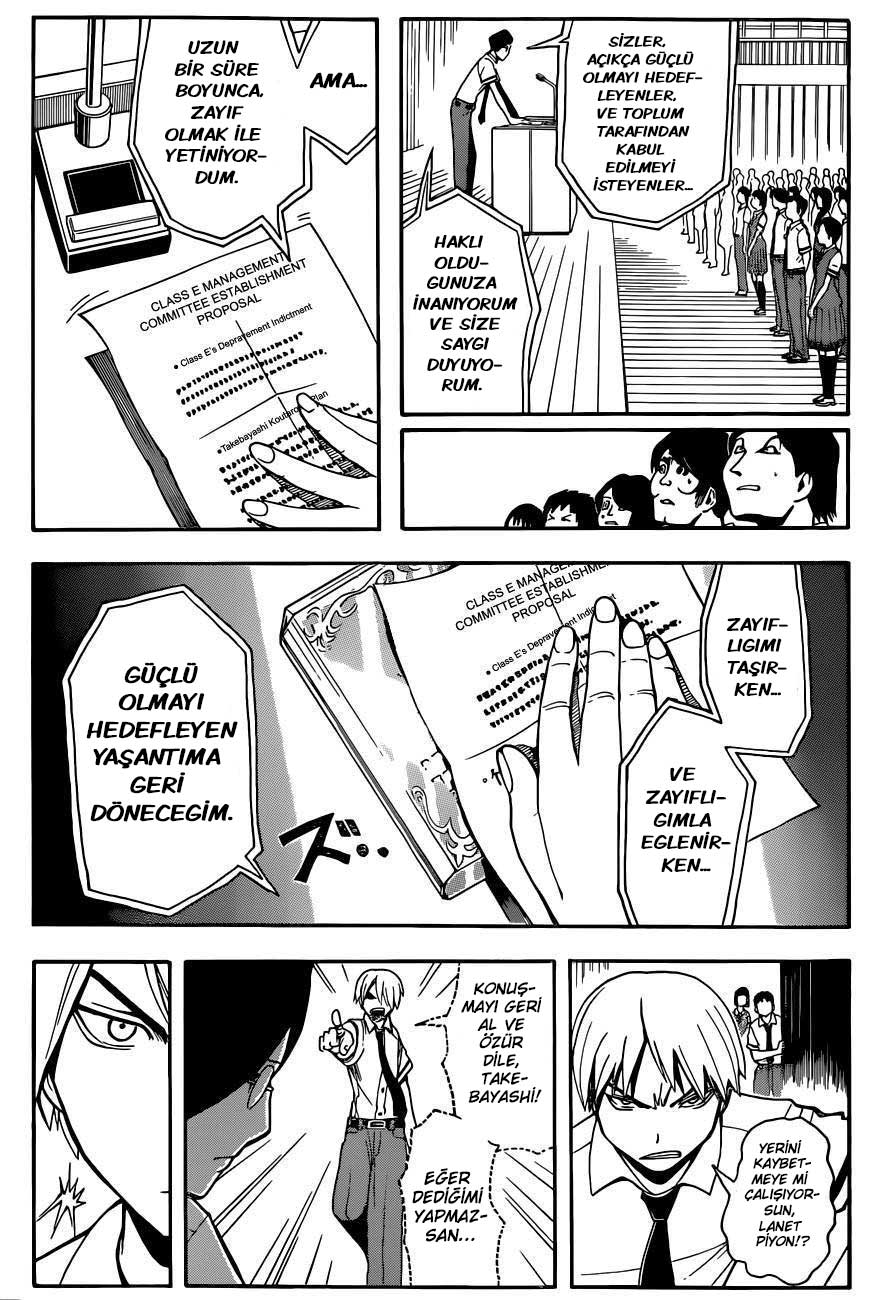 SİZLER,
AÇIKÇA GÜÇLÜ
OLMAYI HEDEF-
LEYENLER,
VE TOPLUM
TARAFINDAN
KABUL
EDİLMEYİ
İSTEYENLER...
HAKLI
OLDU-
GUNUZA
İNANIYORUM
VE SİZE
SAYGI
DUYUYO-
RUM.
AMA...
UZUN
BİR SÜRE
BOYUNCA,
ZAYIF
OLMAK İLE
YETİNİYOR-
DUM.
CLASS E MANAGEMENT
COMMITTEE ESTABLISHMENT
PROPOSAL
• Class E's Depravement Indictment
•Takebayashi Koutaro Plan
ZAYIF-
LIGIMI
TAŞIR-
KEN...
VE
ZAYIFLI-
GIMLA
EGLENİR-
KEN...
CLASS E MANAGEMENT
COMMITTEE ESTABLISHMENT
PROPOSAL
• Class E's Depravement Indictment
GÜÇLÜ
OLMAYI
HEDEFLEYEN
YAŞANTIMA
GERİ
DÖNECEGİM.
ズズ..
YERİNİ
KAYBET-
MEYE Mİ
ÇALIŞIYOR-
SUN,
LANET
PİYON!?
KONUŞ-
MAYI GERİ
AL VE
ÖZÜR
DİLE,
TAKE-
BAYASHİ!
EĞER
DEDİĞİMİ
YAPMAZ-
SAN...